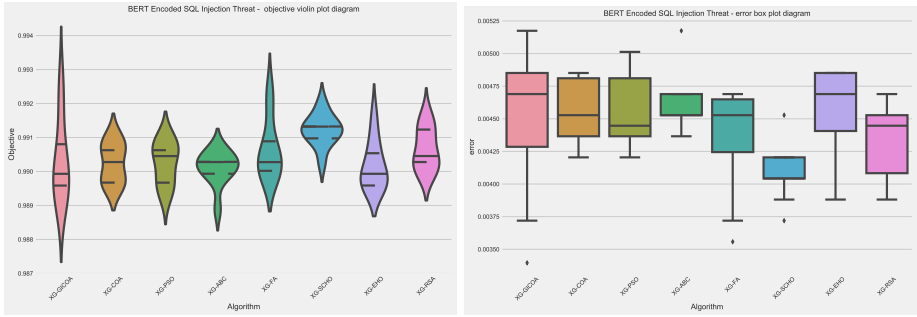 BERT Encoded SQL Injection Threat - objective violin plot diagram
0.994
0.993
0.992
0.991
0.990
0.989
0.988
0.987
Objective
XG-GICOA
XG-COA
XG-PSO
XG-ABC
XG-FA
XG-SCHO
XG-EHO
XG-RSA
Algorithm
BERT Encoded SQL Injection Threat - error box plot diagram
0.00525
0.00500
0.00475
0.00450
0.00425
0.00400
0.00375
0.00350
error
XG-GICOA
XG-COA
XG-PSO
XG-ABC
XG-FA
XG-SCHO
XG-EHO
XG-RSA
Algorithm